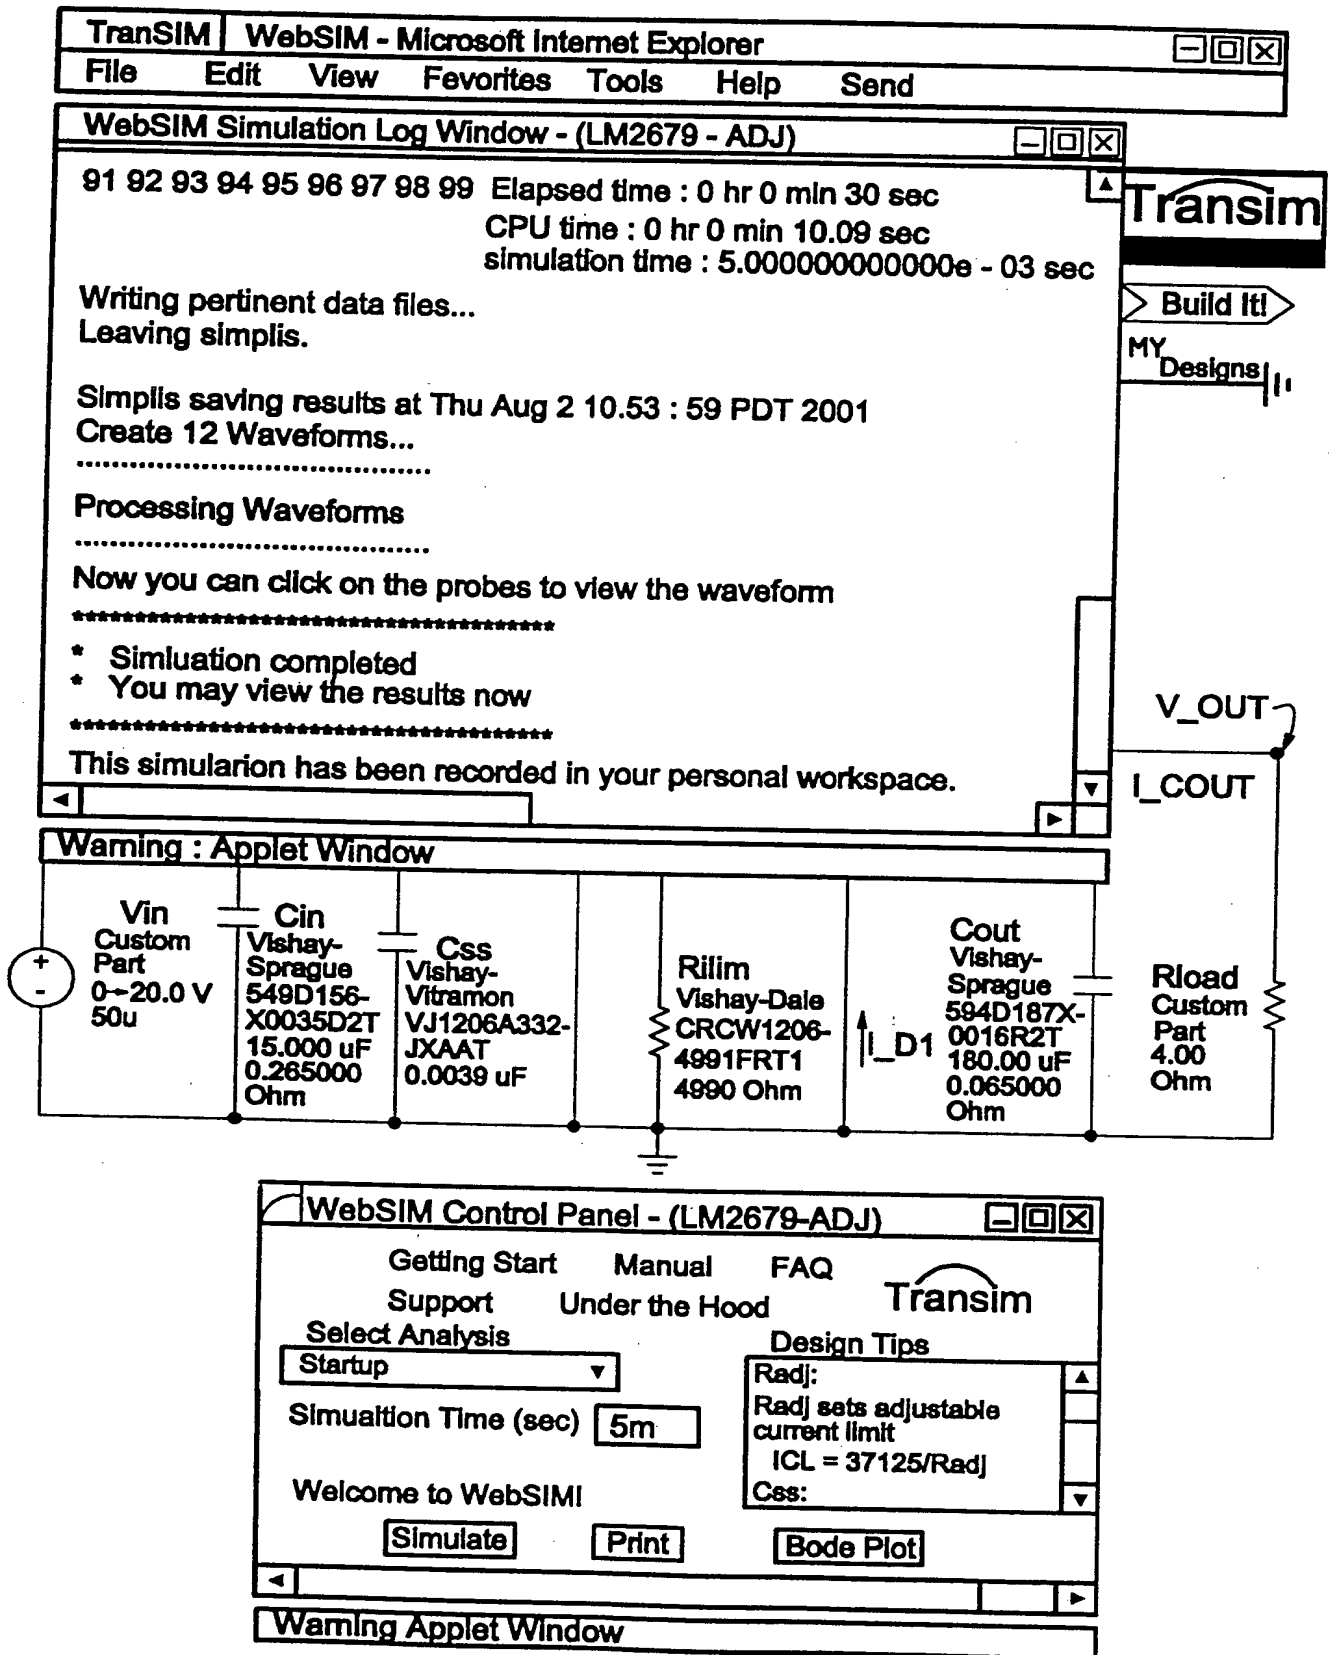 TranSIM WebSIM - Microsoft Internet Explorer
File Edit View Fevorites Tools Help Send
WebSIM Simulation Log Window - (LM2679 - ADJ)
91 92 93 94 95 96 97 98 99 Elapsed time : 0 hr 0 min 30 sec
CPU time : 0 hr 0 min 10.09 sec
simulation time : 5.000000000000e - 03 sec
Writing pertinent data files...
Leaving simplis.
Simplis saving results at Thu Aug 2 10.53 : 59 PDT 2001
Create 12 Waveforms...
......................................
Processing Waveforms
......................................
Now you can click on the probes to view the waveform
****************************************
* Simluation completed
* You may view the results now
****************************************
This simularion has been recorded in your personal workspace.
Transim
Build It!
MY
Designs
V_OUT
I_COUT
Warning : Applet Window
Vin
Custom
Part
+
-
0→20.0 V
50u
Cin
Vishay-
Sprague
549D156-
X0035D2T
15.000 uF
0.265000
Ohm
Css
Vishay-
Vitramon
VJ1206A332-
JXAAT
0.0039 uF
Rilim
Vishay-Dale
CRCW1206-
4991FRT1
4990 Ohm
I_D1
Cout
Vishay-
Sprague
594D187X-
0016R2T
180.00 uF
0.065000
Ohm
Rload
Custom
Part
4.00
Ohm
WebSIM Control Panel - (LM2679-ADJ)
Getting Start Manual FAQ
Support Under the Hood
Transim
Select Analysis
Startup
Simualtion Time (sec) 5m
Welcome to WebSIM!
Design Tips
Radj:
Radj sets adjustable
current limit
ICL = 37125/Radj
Css:
Simulate Print Bode Plot
Warning Applet Window